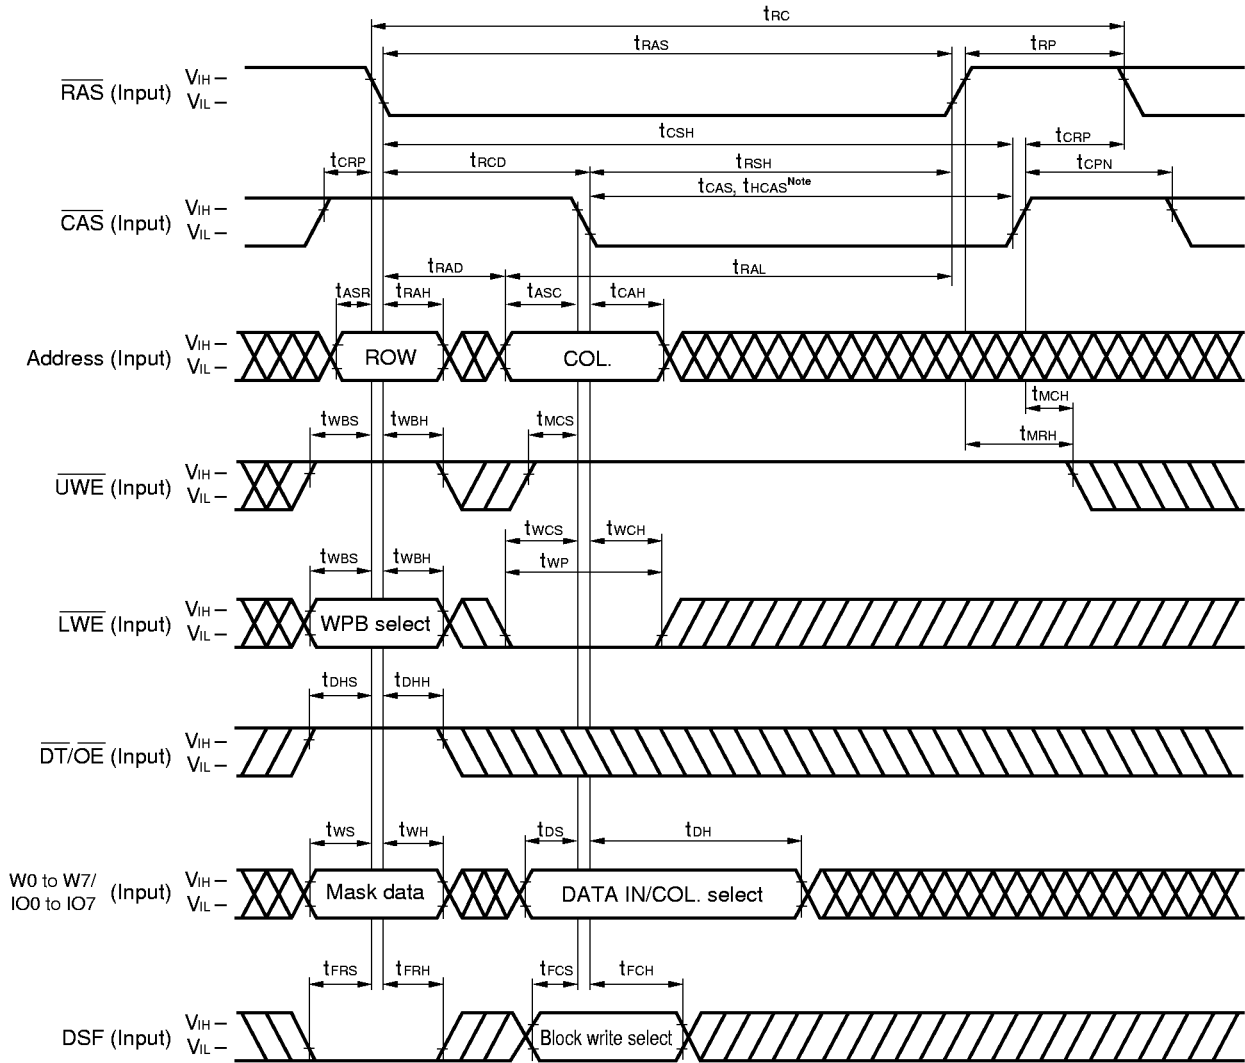 tRC
tRAS
tRP
RAS (Input) VIH
VIL
tCSH
tCRP
tRCD
tRSH
tCRP
tCPN
tCAS, tHCAS Note
CAS (Input) VIH
VIL
tRAD
tRAL
tASR
tRAH
tASC
tCAH
Address (Input) VIH
VIL
ROW
COL.
tMCH
tWBS
tWBH
tMCS
tMRH
UWE (Input) VIH
VIL
tWCS
tWCH
tWBS
tWBH
tWP
LWE (Input) VIH
VIL
WPB select
tDHS
tDHH
DT/OE (Input) VIH
VIL
tWS
tWH
tDS
tDH
W0 to W7/
IO0 to IO7 (Input) VIH
VIL
Mask data
DATA IN/COL. select
tFRS
tFRH
tFCS
tFCH
DSF (Input) VIH
VIL
Block write select